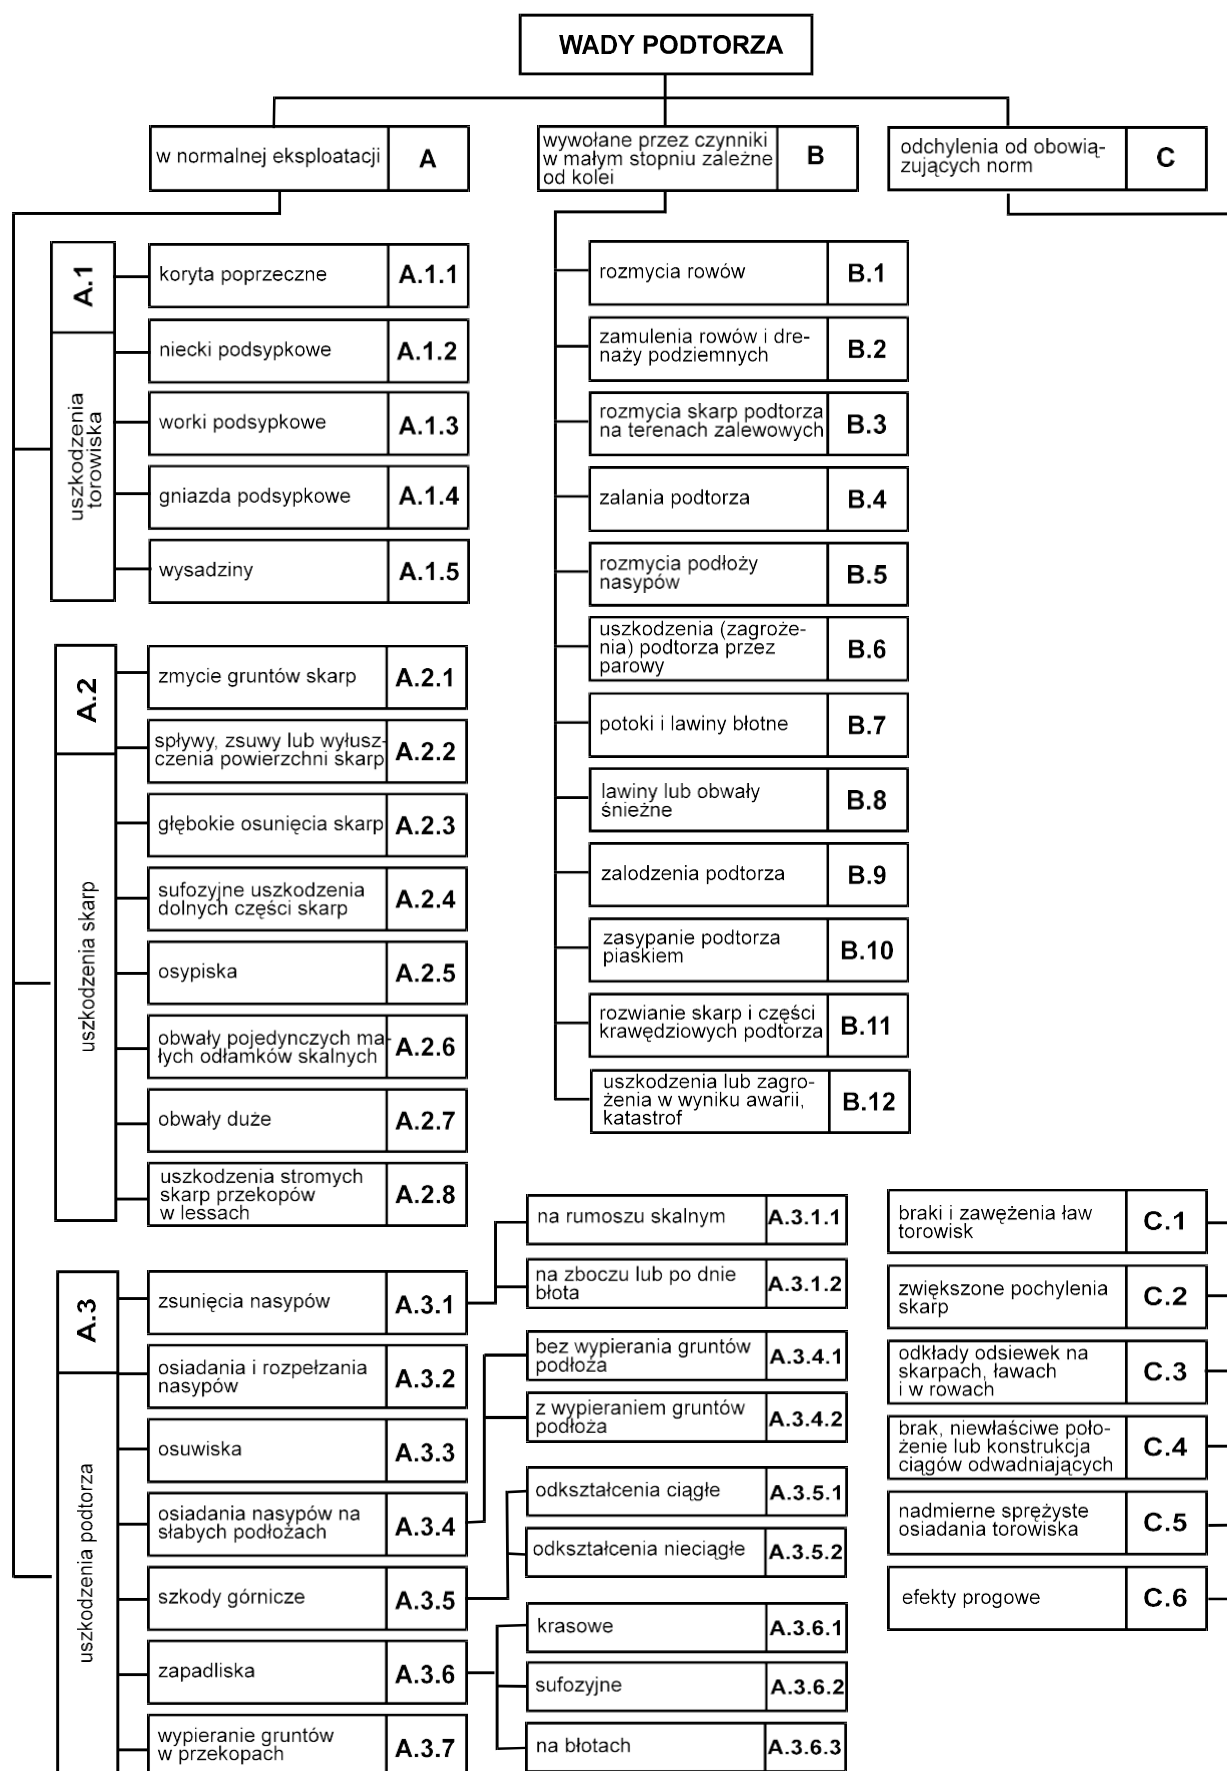 WADY PODTORZA
w normalnej eksploatacji
A
wywołane przez czynniki
w małym stopniu zależne
od kolei
B
odchylenia od obowią-
zujących norm
C
A.1
uszkodzenia
torowiska
koryta poprzeczne
A.1.1
niecki podsypkowe
A.1.2
worki podsypkowe
A.1.3
gniazda podsypkowe
A.1.4
wysadziny
A.1.5
A.2
uszkodzenia skarp
zmycie gruntów skarp
A.2.1
spływy, zsuwy lub wyłusz-
czenia powierzchni skarp
A.2.2
głębokie osunięcia skarp
A.2.3
sufozyjne uszkodzenia
dolnych części skarp
A.2.4
osypiska
A.2.5
obwały pojedynczych ma-
łych odłamków skalnych
A.2.6
obwały duże
A.2.7
uszkodzenia stromych
skarp przekopów
w lessach
A.2.8
A.3
uszkodzenia podtorza
zsunięcia nasypów
A.3.1
na rumoszu skalnym
A.3.1.1
na zboczu lub po dnie
błota
A.3.1.2
osiadania i rozpełzania
nasypów
A.3.2
osuwiska
A.3.3
osiadania nasypów na
słabych podłożach
A.3.4
bez wypierania gruntów
podłoża
A.3.4.1
z wypieraniem gruntów
podłoża
A.3.4.2
szkody górnicze
A.3.5
odkształcenia ciągłe
A.3.5.1
odkształcenia nieciągłe
A.3.5.2
zapadliska
A.3.6
krasowe
A.3.6.1
sufozyjne
A.3.6.2
na błotach
A.3.6.3
wypieranie gruntów
w przekopach
A.3.7
rozmycia rowów
B.1
zamulenia rowów i dre-
naży podziemnych
B.2
rozmycia skarp podtorza
na terenach zalewowych
B.3
zalania podtorza
B.4
rozmycia podłoży
nasypów
B.5
uszkodzenia (zagroże-
nia) podtorza przez
parowy
B.6
potoki i lawiny błotne
B.7
lawiny lub obwały
śnieżne
B.8
zalodzenia podtorza
B.9
zasypanie podtorza
piaskiem
B.10
rozwianie skarp i części
krawędziowych podtorza
B.11
uszkodzenia lub zagro-
żenia w wyniku awarii,
katastrof
B.12
braki i zawężenia ław
torowisk
C.1
zwiększone pochylenia
skarp
C.2
odkłady odsiewek na
skarpach, ławach
i w rowach
C.3
brak, niewłaściwe poło-
żenie lub konstrukcja
ciągów odwadniających
C.4
nadmierne sprężyste
osiadania torowiska
C.5
efekty progowe
C.6